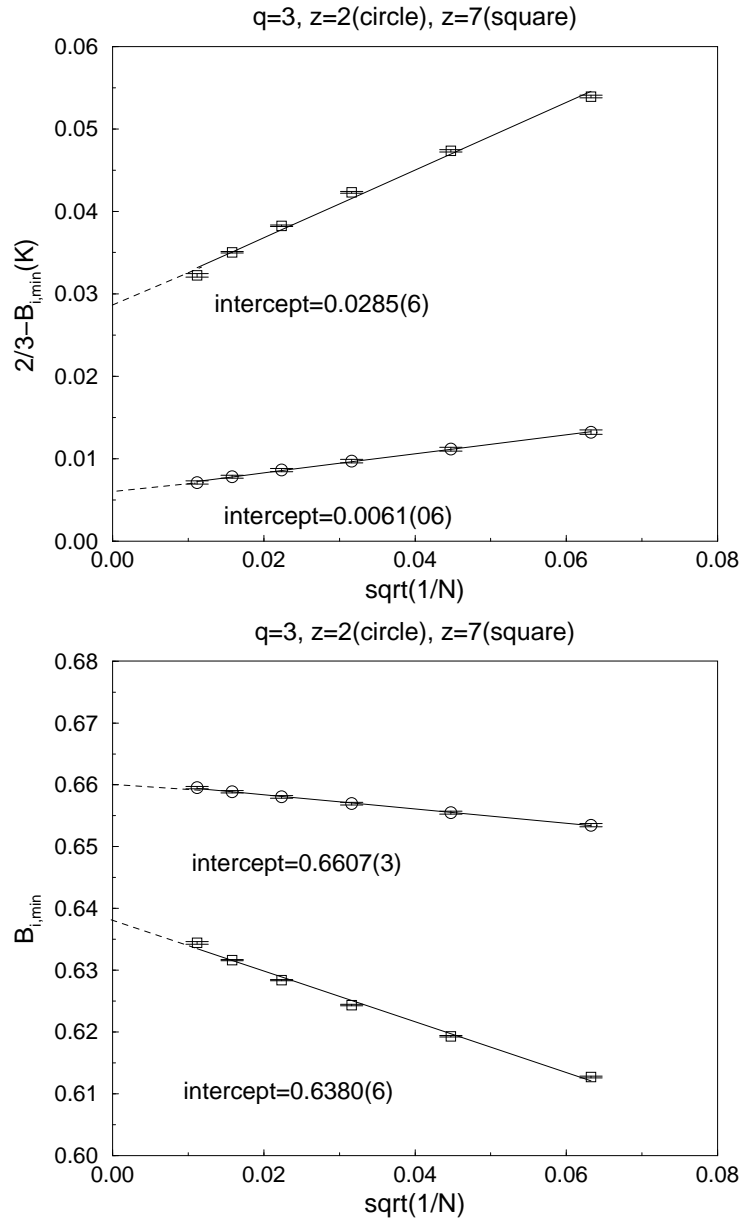 q=3, z=2(circle), z=7(square)
0.06
0.05
0.04
0.03
0.02
0.01
0.00
2/3−B_{i,min}(K)
intercept=0.0285(6)
intercept=0.0061(06)
0.00 0.02 0.04 0.06 0.08
sqrt(1/N)
q=3, z=2(circle), z=7(square)
0.68
0.67
0.66
0.65
0.64
0.63
0.62
0.61
0.60
B_{i,min}
intercept=0.6607(3)
intercept=0.6380(6)
0.00 0.02 0.04 0.06 0.08
sqrt(1/N)